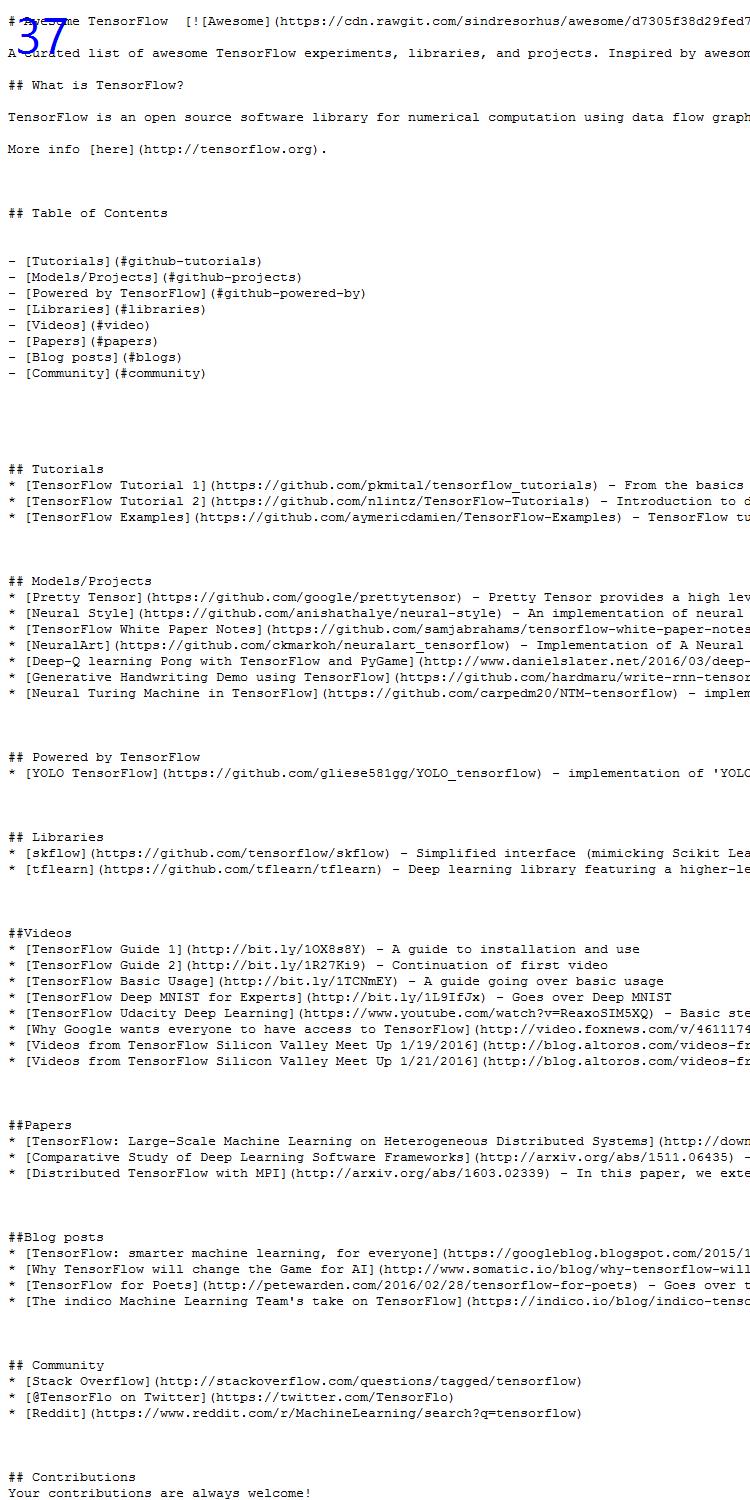 37
# Awesome TensorFlow [![Awesome](https://cdn.rawgit.com/sindresorhus/awesome/d7305f38d29fed7
A curated list of awesome TensorFlow experiments, libraries, and projects. Inspired by awesom
## What is TensorFlow?
TensorFlow is an open source software library for numerical computation using data flow graph
More info [here](http://tensorflow.org).
## Table of Contents
- [Tutorials](#github-tutorials)
- [Models/Projects](#github-projects)
- [Powered by TensorFlow](#github-powered-by)
- [Libraries](#libraries)
- [Videos](#video)
- [Papers](#papers)
- [Blog posts](#blogs)
- [Community](#community)
## Tutorials
* [TensorFlow Tutorial 1](https://github.com/pkmital/tensorflow_tutorials) - From the basics
* [TensorFlow Tutorial 2](https://github.com/nlintz/TensorFlow-Tutorials) - Introduction to d
* [TensorFlow Examples](https://github.com/aymericdamien/TensorFlow-Examples) - TensorFlow tu
## Models/Projects
* [Pretty Tensor](https://github.com/google/prettytensor) - Pretty Tensor provides a high lev
* [Neural Style](https://github.com/anishathalye/neural-style) - An implementation of neural
* [TensorFlow White Paper Notes](https://github.com/samjabrahams/tensorflow-white-paper-notes
* [NeuralArt](https://github.com/ckmarkoh/neuralart_tensorflow) - Implementation of A Neural
* [Deep-Q learning Pong with TensorFlow and PyGame](http://www.danielslater.net/2016/03/deep-
* [Generative Handwriting Demo using TensorFlow](https://github.com/hardmaru/write-rnn-tensor
* [Neural Turing Machine in TensorFlow](https://github.com/carpedm20/NTM-tensorflow) - implem
## Powered by TensorFlow
* [YOLO TensorFlow](https://github.com/gliese581gg/YOLO_tensorflow) - implementation of 'YOLO
## Libraries
* [skflow](https://github.com/tensorflow/skflow) - Simplified interface (mimicking Scikit Lea
* [tflearn](https://github.com/tflearn/tflearn) - Deep learning library featuring a higher-le
##Videos
* [TensorFlow Guide 1](http://bit.ly/1OX8s8Y) - A guide to installation and use
* [TensorFlow Guide 2](http://bit.ly/1R27Ki9) - Continuation of first video
* [TensorFlow Basic Usage](http://bit.ly/1TCNmEY) - A guide going over basic usage
* [TensorFlow Deep MNIST for Experts](http://bit.ly/1L9IfJx) - Goes over Deep MNIST
* [TensorFlow Udacity Deep Learning](https://www.youtube.com/watch?v=ReaxoSIM5XQ) - Basic ste
* [Why Google wants everyone to have access to TensorFlow](http://video.foxnews.com/v/4611174
* [Videos from TensorFlow Silicon Valley Meet Up 1/19/2016](http://blog.altoros.com/videos-fr
* [Videos from TensorFlow Silicon Valley Meet Up 1/21/2016](http://blog.altoros.com/videos-fr
##Papers
* [TensorFlow: Large-Scale Machine Learning on Heterogeneous Distributed Systems](http://down
* [Comparative Study of Deep Learning Software Frameworks](http://arxiv.org/abs/1511.06435) -
* [Distributed TensorFlow with MPI](http://arxiv.org/abs/1603.02339) - In this paper, we exte
##Blog posts
* [TensorFlow: smarter machine learning, for everyone](https://googleblog.blogspot.com/2015/1
* [Why TensorFlow will change the Game for AI](http://www.somatic.io/blog/why-tensorflow-will
* [TensorFlow for Poets](http://petewarden.com/2016/02/28/tensorflow-for-poets) - Goes over t
* [The indico Machine Learning Team's take on TensorFlow](https://indico.io/blog/indico-tenso
## Community
* [Stack Overflow](http://stackoverflow.com/questions/tagged/tensorflow)
* [@TensorFlo on Twitter](https://twitter.com/TensorFlo)
* [Reddit](https://www.reddit.com/r/MachineLearning/search?q=tensorflow)
## Contributions
Your contributions are always welcome!